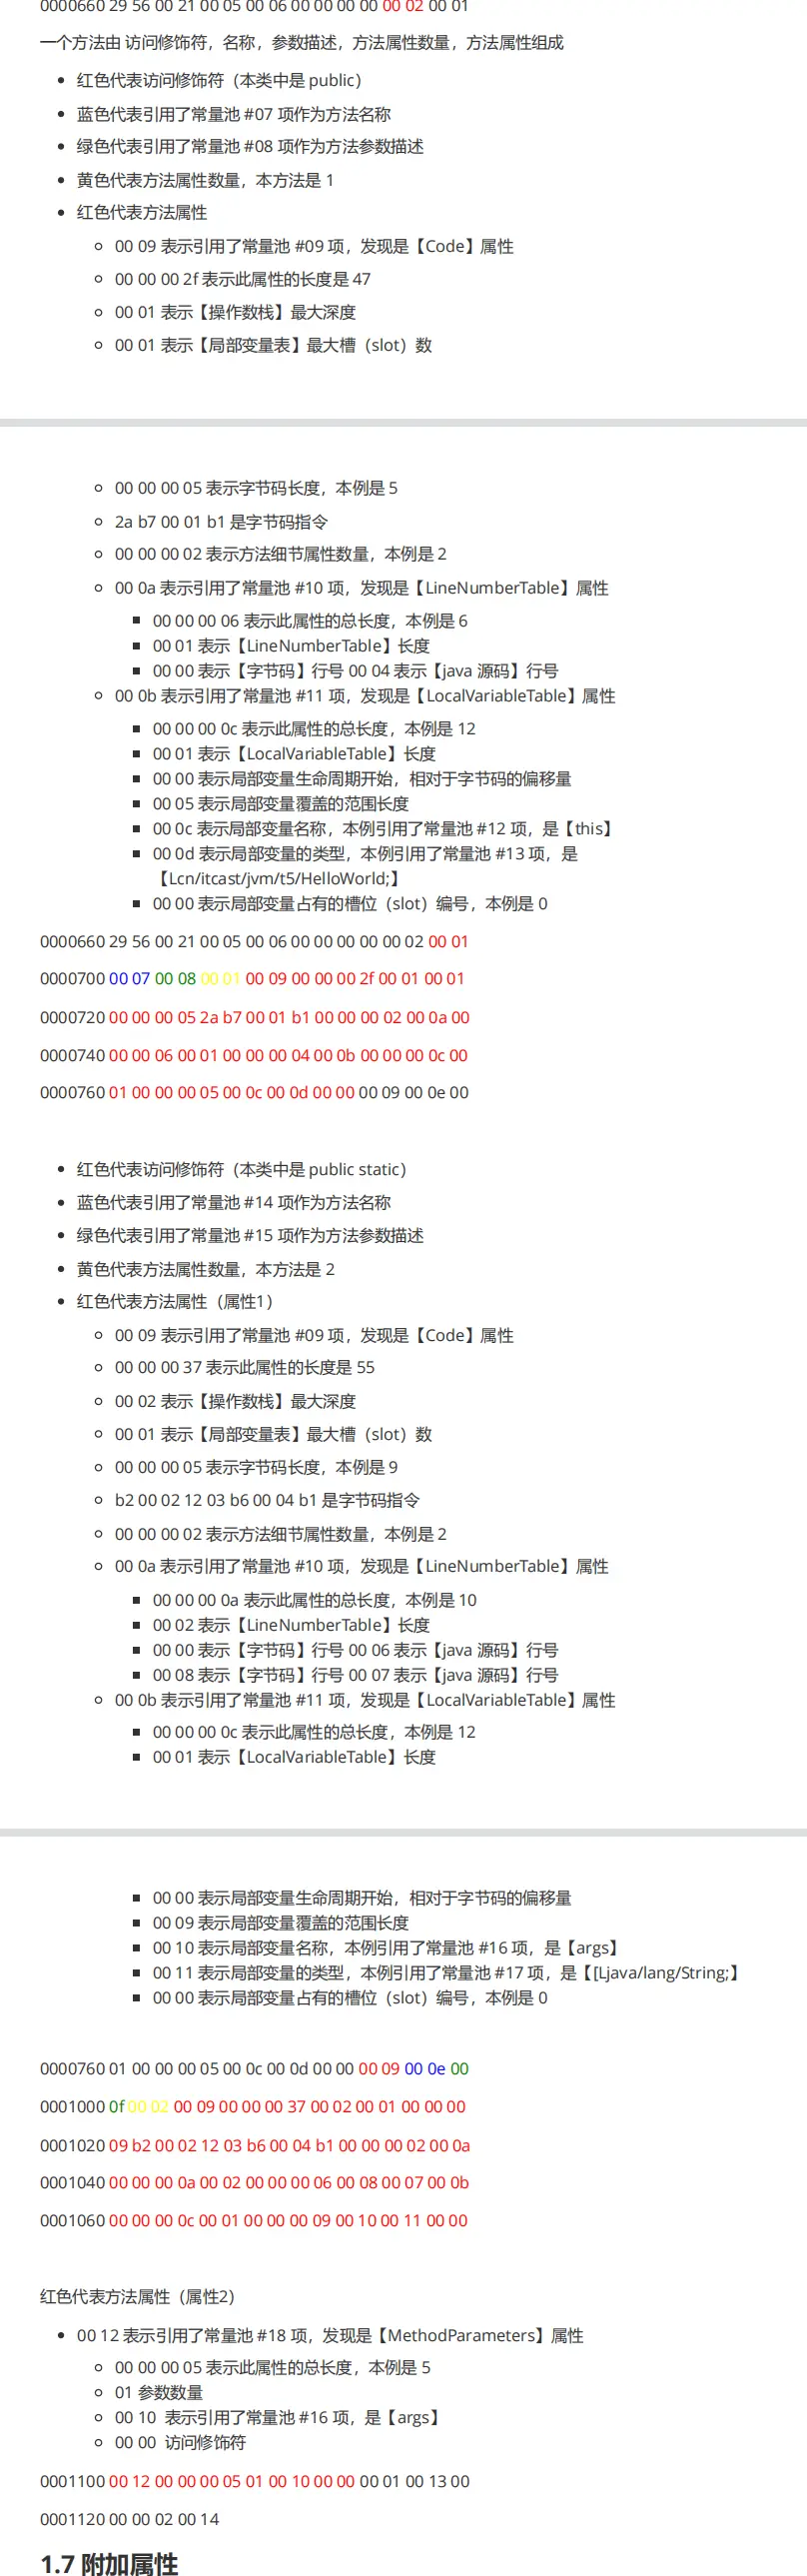 0000660 29 56 00 21 00 05 00 06 00 00 00 00 00 02 00 01
一个方法由 访问修饰符，名称，参数描述，方法属性数量，方法属性组成
红色代表访问修饰符（本类中是 public）
蓝色代表引用了常量池 #07 项作为方法名称
绿色代表引用了常量池 #08 项作为方法参数描述
黄色代表方法属性数量，本方法是 1
红色代表方法属性
00 09 表示引用了常量池 #09 项，发现是【Code】属性
00 00 00 2f 表示此属性的长度是 47
00 01 表示【操作数栈】最大深度
00 01 表示【局部变量表】最大槽（slot）数
00 00 00 05 表示字节码长度，本例是 5
2a b7 00 01 b1 是字节码指令
00 00 00 02 表示方法细节属性数量，本例是 2
00 0a 表示引用了常量池 #10 项，发现是【LineNumberTable】属性
00 00 00 06 表示此属性的总长度，本例是 6
00 01 表示【LineNumberTable】长度
00 00 表示【字节码】行号 00 04 表示【java 源码】行号
00 0b 表示引用了常量池 #11 项，发现是【LocalVariableTable】属性
00 00 00 0c 表示此属性的总长度，本例是 12
00 01 表示【LocalVariableTable】长度
00 00 表示局部变量生命周期开始，相对于字节码的偏移量
00 05 表示局部变量覆盖的范围长度
00 0c 表示局部变量名称，本例引用了常量池 #12 项，是【this】
00 0d 表示局部变量的类型，本例引用了常量池 #13 项，是
【Lcn/itcast/jvm/t5/HelloWorld;】
00 00 表示局部变量占有的槽位（slot）编号，本例是 0
0000660 29 56 00 21 00 05 00 06 00 00 00 00 00 02 00 01
0000700 00 07 00 08 00 01 00 09 00 00 00 2f 00 01 00 01
0000720 00 00 00 05 2a b7 00 01 b1 00 00 00 02 00 0a 00
0000740 00 00 06 00 01 00 00 00 04 00 0b 00 00 00 0c 00
0000760 01 00 00 00 05 00 0c 00 0d 00 00 00 09 00 0e 00
红色代表访问修饰符（本类中是 public static）
蓝色代表引用了常量池 #14 项作为方法名称
绿色代表引用了常量池 #15 项作为方法参数描述
黄色代表方法属性数量，本方法是 2
红色代表方法属性（属性1）
00 09 表示引用了常量池 #09 项，发现是【Code】属性
00 00 00 37 表示此属性的长度是 55
00 02 表示【操作数栈】最大深度
00 01 表示【局部变量表】最大槽（slot）数
00 00 00 05 表示字节码长度，本例是 9
b2 00 02 12 03 b6 00 04 b1 是字节码指令
00 00 00 02 表示方法细节属性数量，本例是 2
00 0a 表示引用了常量池 #10 项，发现是【LineNumberTable】属性
00 00 00 0a 表示此属性的总长度，本例是 10
00 02 表示【LineNumberTable】长度
00 00 表示【字节码】行号 00 06 表示【java 源码】行号
00 08 表示【字节码】行号 00 07 表示【java 源码】行号
00 0b 表示引用了常量池 #11 项，发现是【LocalVariableTable】属性
00 00 00 0c 表示此属性的总长度，本例是 12
00 01 表示【LocalVariableTable】长度
00 00 表示局部变量生命周期开始，相对于字节码的偏移量
00 09 表示局部变量覆盖的范围长度
00 10 表示局部变量名称，本例引用了常量池 #16 项，是【args】
00 11 表示局部变量的类型，本例引用了常量池 #17 项，是【[Ljava/lang/String;】
00 00 表示局部变量占有的槽位（slot）编号，本例是 0
0000760 01 00 00 00 05 00 0c 00 0d 00 00 00 09 00 0e 00
0001000 0f 00 02 00 09 00 00 00 37 00 02 00 01 00 00 00
0001020 09 b2 00 02 12 03 b6 00 04 b1 00 00 00 02 00 0a
0001040 00 00 00 0a 00 02 00 00 00 06 00 08 00 07 00 0b
0001060 00 00 00 0c 00 01 00 00 00 09 00 10 00 11 00 00
红色代表方法属性（属性2）
00 12 表示引用了常量池 #18 项，发现是【MethodParameters】属性
00 00 00 05 表示此属性的总长度，本例是 5
01 参数数量
00 10 表示引用了常量池 #16 项，是【args】
00 00 访问修饰符
0001100 00 12 00 00 00 05 01 00 10 00 00 00 01 00 13 00
0001120 00 00 02 00 14
1.7 附加属性